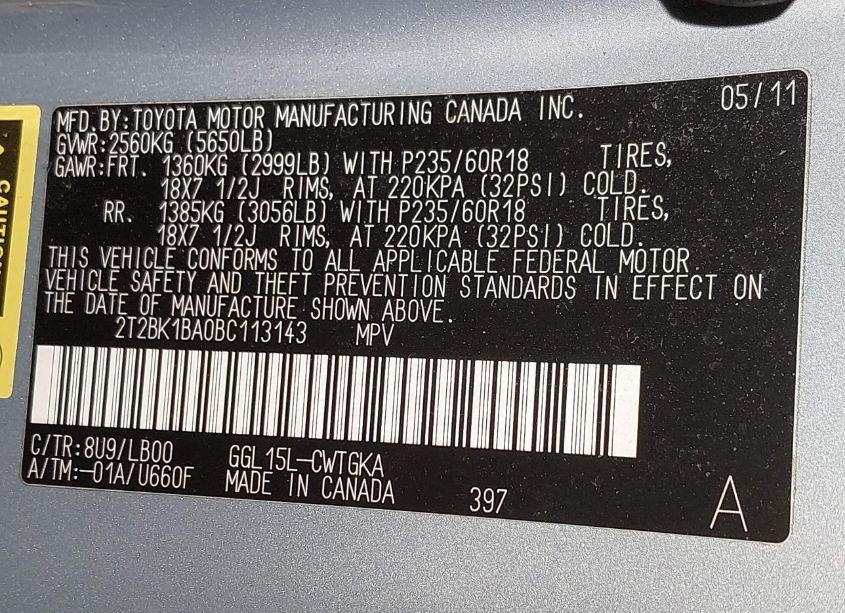 05/11
MFD.BY:TOYOTA MOTOR MANUFACTURING CANADA INC.
GVWR:2560KG (5650LB)
GAWR:FRT. 1360KG (2999LB) WITH P235/60R18 TIRES,
18X7 1/2J RIMS, AT 220KPA (32PSI) COLD.
RR. 1385KG (3056LB) WITH P235/60R18 TIRES,
18X7 1/2J RIMS, AT 220KPA (32PSI) COLD.
THIS VEHICLE CONFORMS TO ALL APPLICABLE FEDERAL MOTOR
VEHICLE SAFETY AND THEFT PREVENTION STANDARDS IN EFFECT ON
THE DATE OF MANUFACTURE SHOWN ABOVE.
2T2BK1BA0BC113143 MPV
C/TR:8U9/LB00 GGL15L-CWTGKA
A/TM:-01A/U660F MADE IN CANADA 397 A
CAUTION